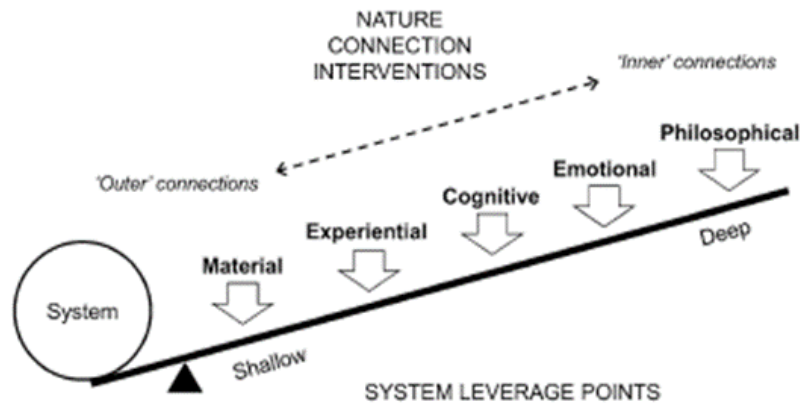 NATURE
CONNECTION
INTERVENTIONS
'Inner' connections
'Outer' connections
Philosophical
Emotional
Cognitive
Experiential
Material
System
Deep
Shallow
SYSTEM LEVERAGE POINTS